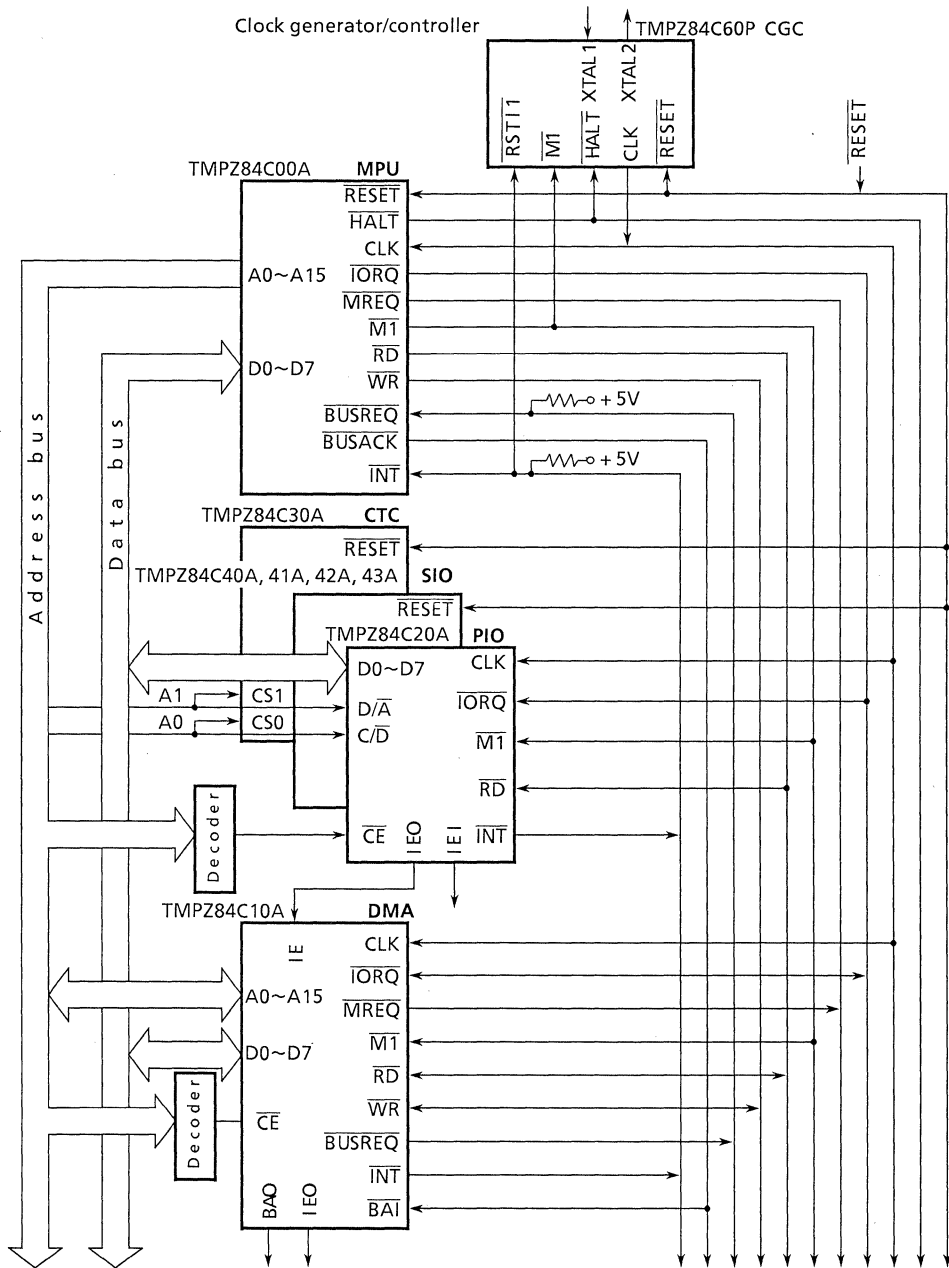 Clock generator/controller
TMPZ84C60P CGC
XTAL1
XTAL2
RSTI1
M1
HALT
CLK
RESET
RESET
TMPZ84C00A MPU
RESET
HALT
CLK
A0~A15
IORQ
MREQ
M1
RD
D0~D7
WR
BUSREQ
+5V
BUSACK
INT
+5V
Address bus
Data bus
TMPZ84C30A CTC
RESET
TMPZ84C40A, 41A, 42A, 43A SIO
RESET
TMPZ84C20A PIO
D0~D7
CLK
A1
CS1
D/A
IORQ
A0
CS0
C/D
M1
RD
Decoder
CE
IEO
IEI
INT
TMPZ84C10A DMA
IE
CLK
IORQ
A0~A15
MREQ
M1
D0~D7
RD
Decoder
CE
WR
BUSREQ
INT
BAO
IEO
BAI